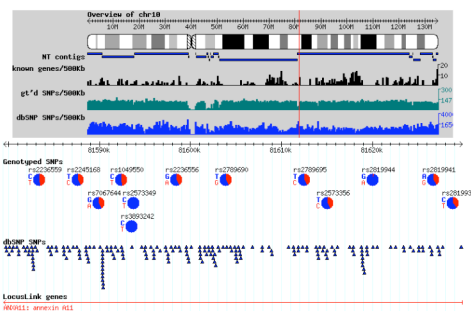 Overview of chr10
0M 10M 20M 30M 40M 50M 60M 70M 80M 90M 100M 110M 120M 130M
NT contigs
known genes/500Kb
20
10
gt'd SNPs/500Kb
300
147
dbSNP SNPs/500Kb
4000
81590K 81600K 81610K 81620K
Genotyped SNPs
rs2236559 rs2245168 rs1049550 rs2236556 rs2789690 rs2789695 rs2819944 rs2819941
rs7067644 rs2573349 rs2573356
rs3893242
dbSNP SNPs
LocusLink genes
ANXA11: annexin A11